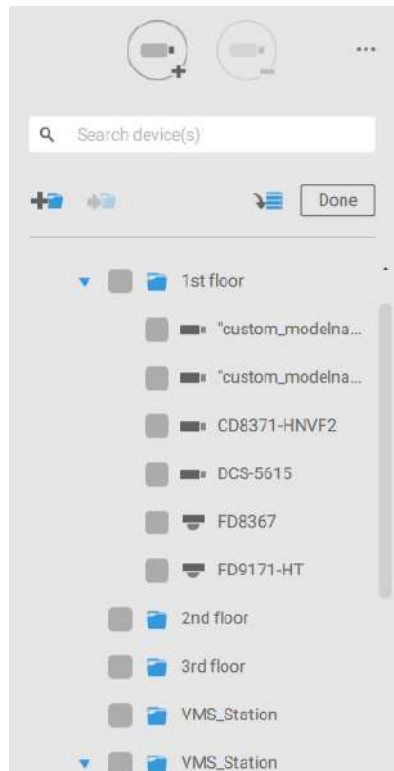 Search device(s)
Done
1st floor
"custom_modelna...
"custom_modelna...
CD8371-HNVF2
DCS-5615
FD8367
FD9171-HT
2nd floor
3rd floor
VMS_Station
VMS_Station